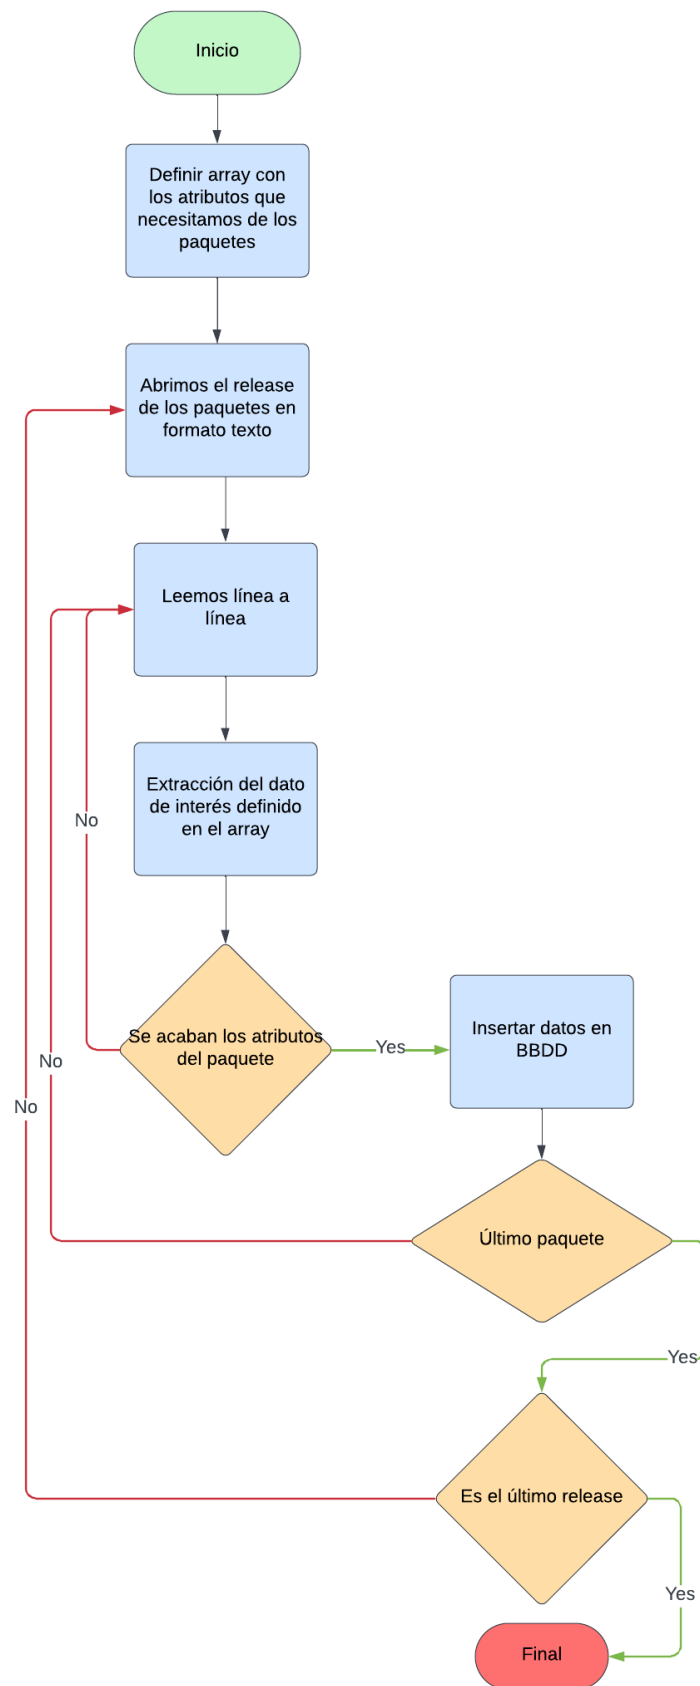 Inicio
Definir array con
los atributos que
necesitamos de los
paquetes
Abrimos el release
de los paquetes en
formato texto
Leemos línea a
línea
Extracción del dato
de interés definido
en el array
No
Se acaban los atributos
del paquete
Yes
Insertar datos en
BBDD
No
No
Último paquete
Yes
Es el último release
Yes
Final